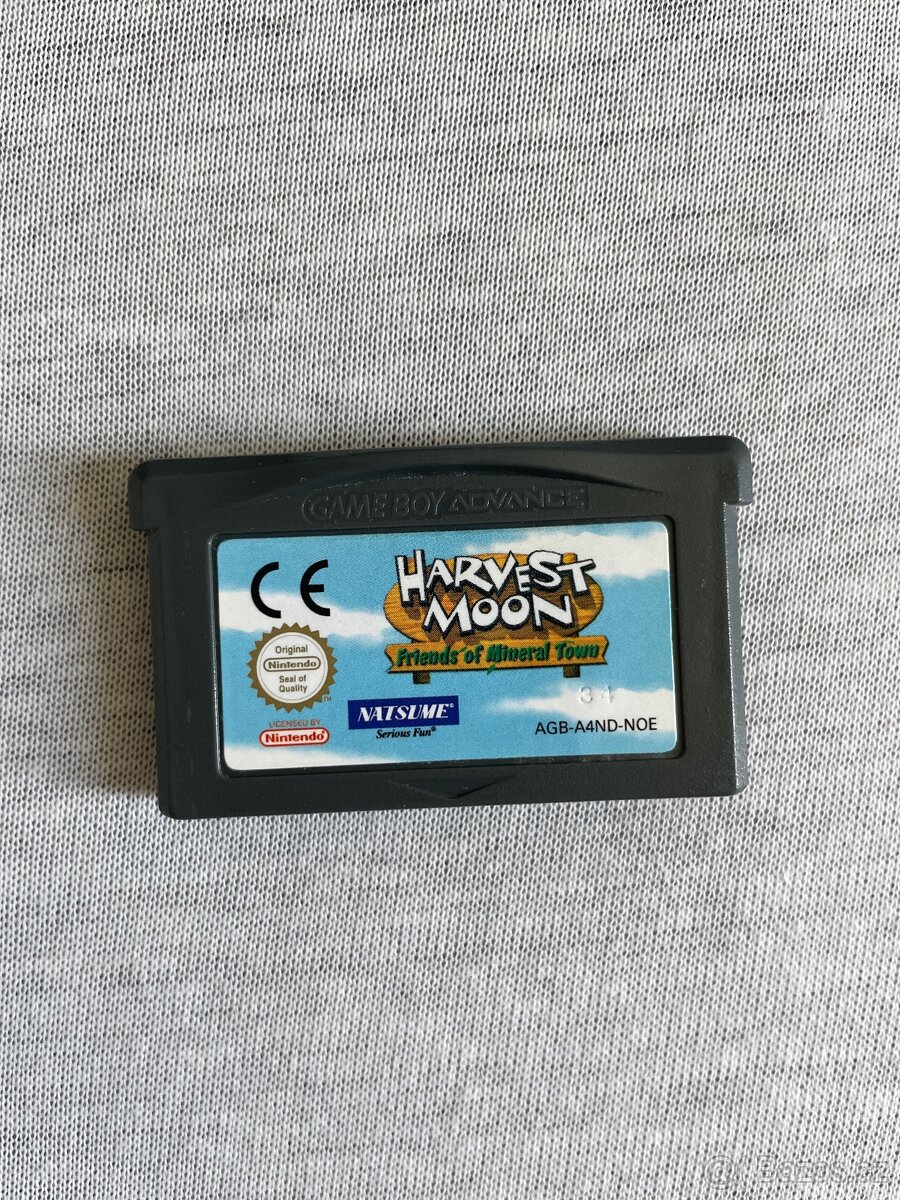 GAME BOY ADVANCE
CE
HARVEST
MOON
Friends of Mineral Town
Original
Nintendo
Seal of
Quality
TM
LICENSED BY
Nintendo®
NATSUME®
Serious Fun®
34
AGB-A4ND-NOE
Bazos.cz